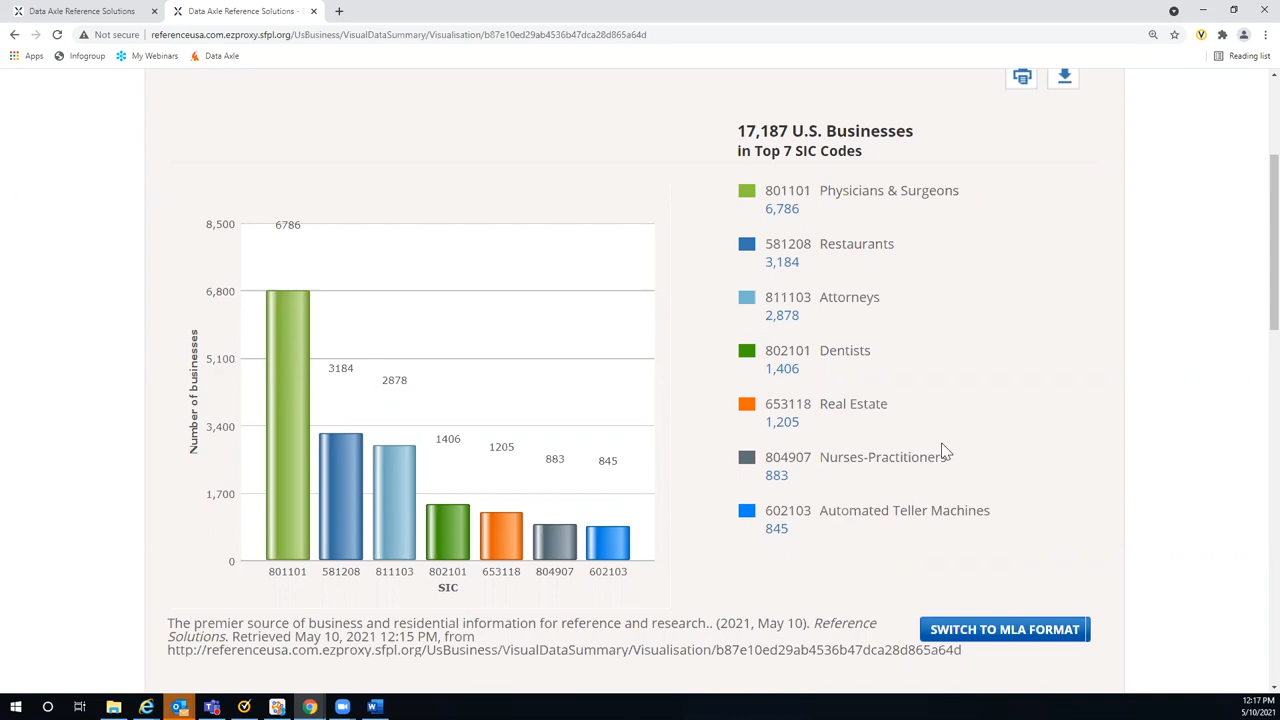 Data Axle Reference Solutions
Data Axle Reference Solutions -
Not secure
referenceusa.com.ezproxy.sfpl.org/UsBusiness/VisualDataSummary/Visualisation/b87e10ed29ab4536b47dca28d865a64d
Apps
Infogroup
My Webinars
Data Axle
Reading list
17,187 U.S. Businesses
in Top 7 SIC Codes
801101 Physicians & Surgeons
6,786
581208 Restaurants
3,184
811103 Attorneys
2,878
802101 Dentists
1,406
653118 Real Estate
1,205
804907 Nurses-Practitioners
883
602103 Automated Teller Machines
845
Number of businesses
8,500
6,800
5,100
3,400
1,700
0
6786
3184
2878
1406
1205
883
845
801101
581208
811103
802101
653118
804907
602103
SIC
The premier source of business and residential information for reference and research.. (2021, May 10). Reference
Solutions. Retrieved May 10, 2021 12:15 PM, from
http://referenceusa.com.ezproxy.sfpl.org/UsBusiness/VisualDataSummary/Visualisation/b87e10ed29ab4536b47dca28d865a64d
SWITCH TO MLA FORMAT
12:17 PM
5/10/2021